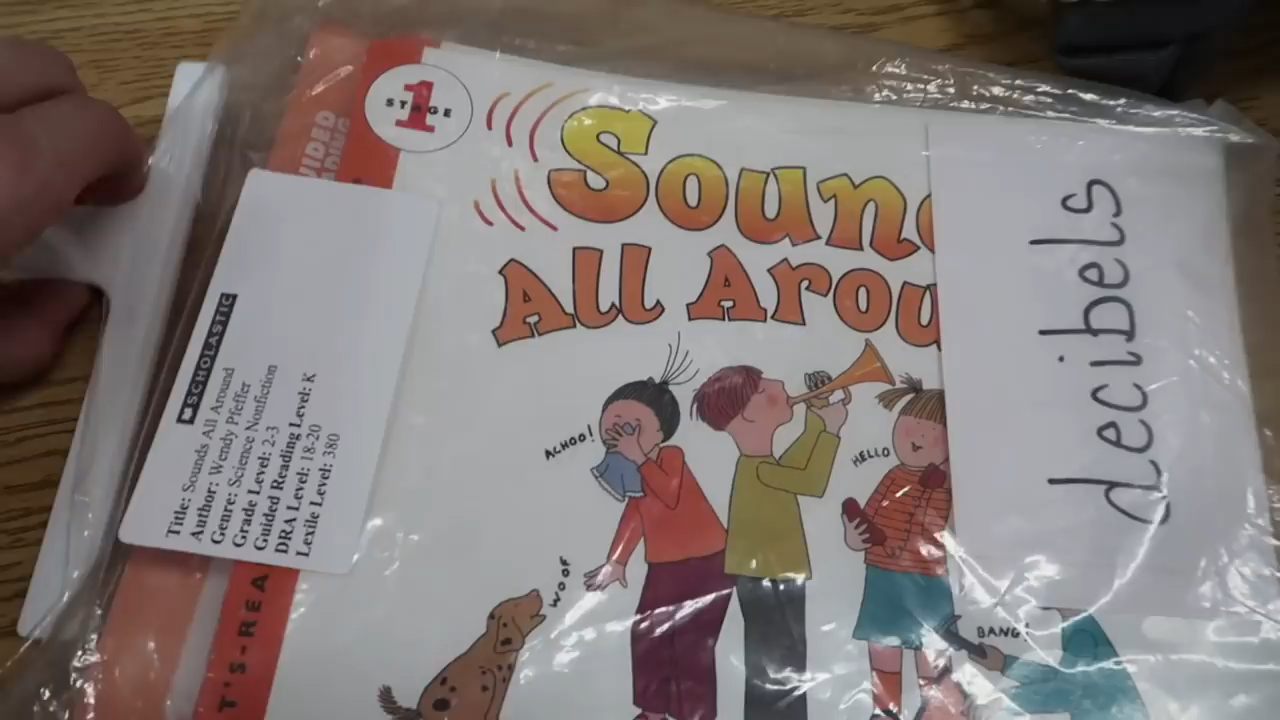 STAGE
1
Soun
All Arou
SCHOLASTIC
Title: Sounds All Around
Author: Wendy Pfeffer
Genre: Science Nonfiction
Grade Level: 2-3
Guided Reading Level: K
DRA Level: 18-20
Lexile Level: 380
decibels
ACHOO!
HELLO
WOOF
BANG!
T'S-REA